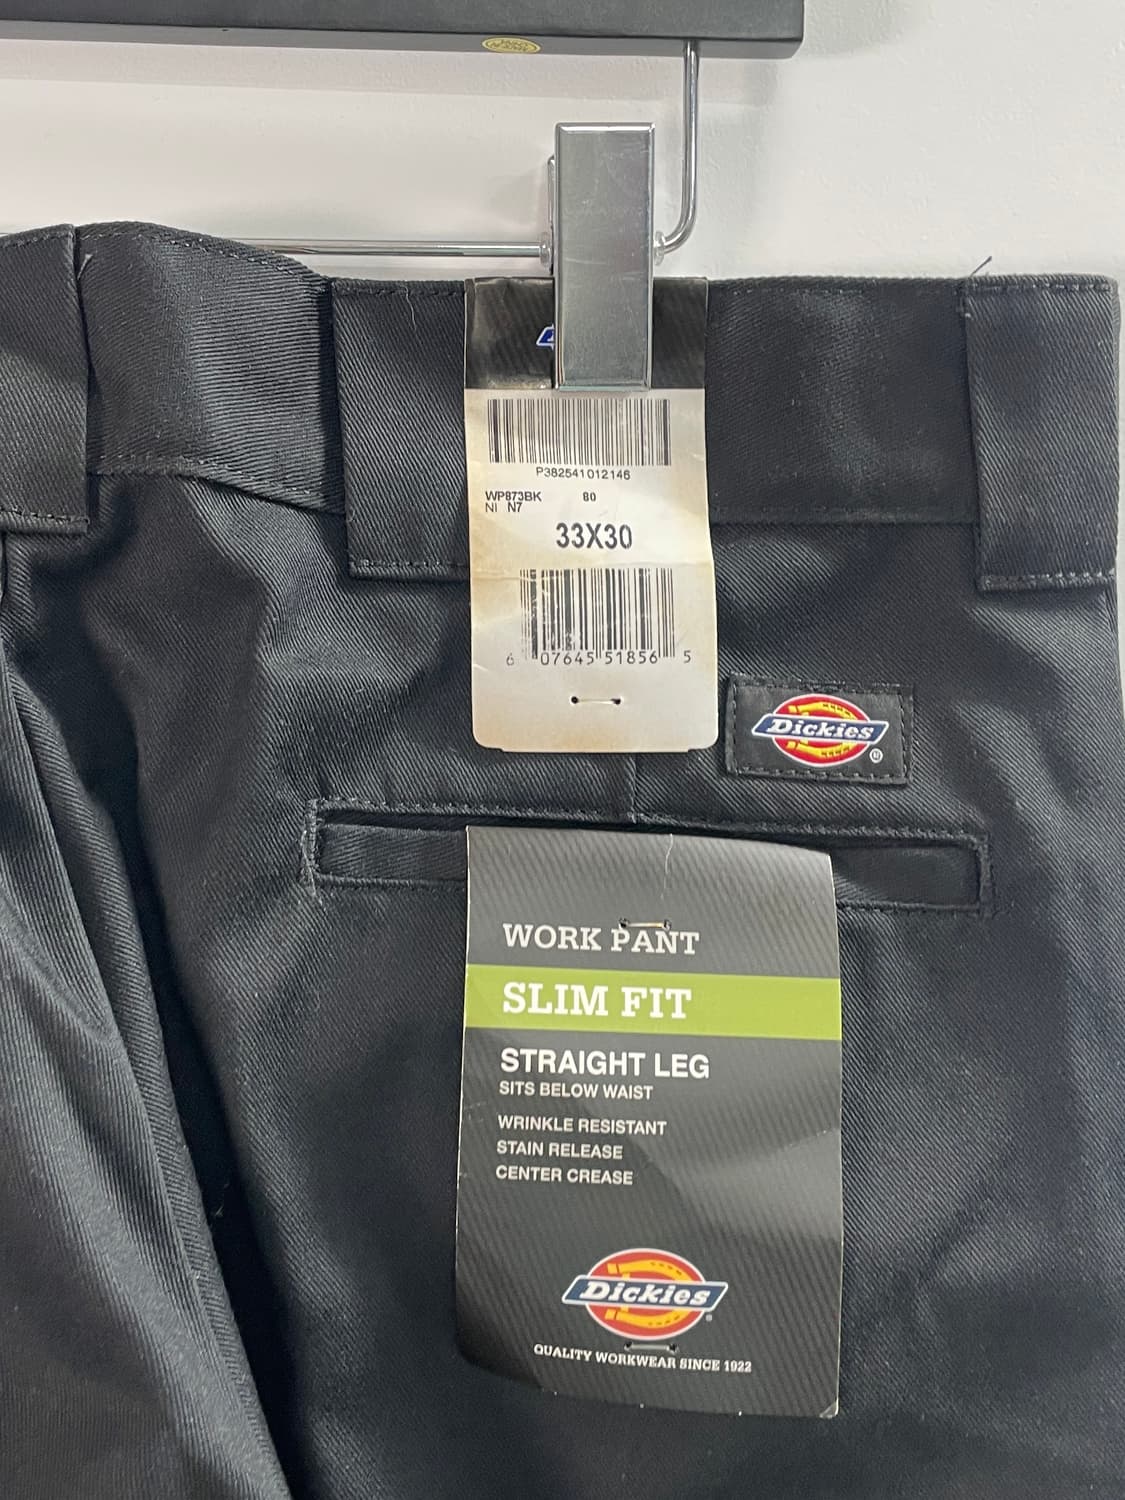 P382541012146
WP873BK 80
NI N7
33X30
6 07645 51856 5
Dickies
WORK PANT
SLIM FIT
STRAIGHT LEG
SITS BELOW WAIST
WRINKLE RESISTANT
STAIN RELEASE
CENTER CREASE
Dickies
QUALITY WORKWEAR SINCE 1922